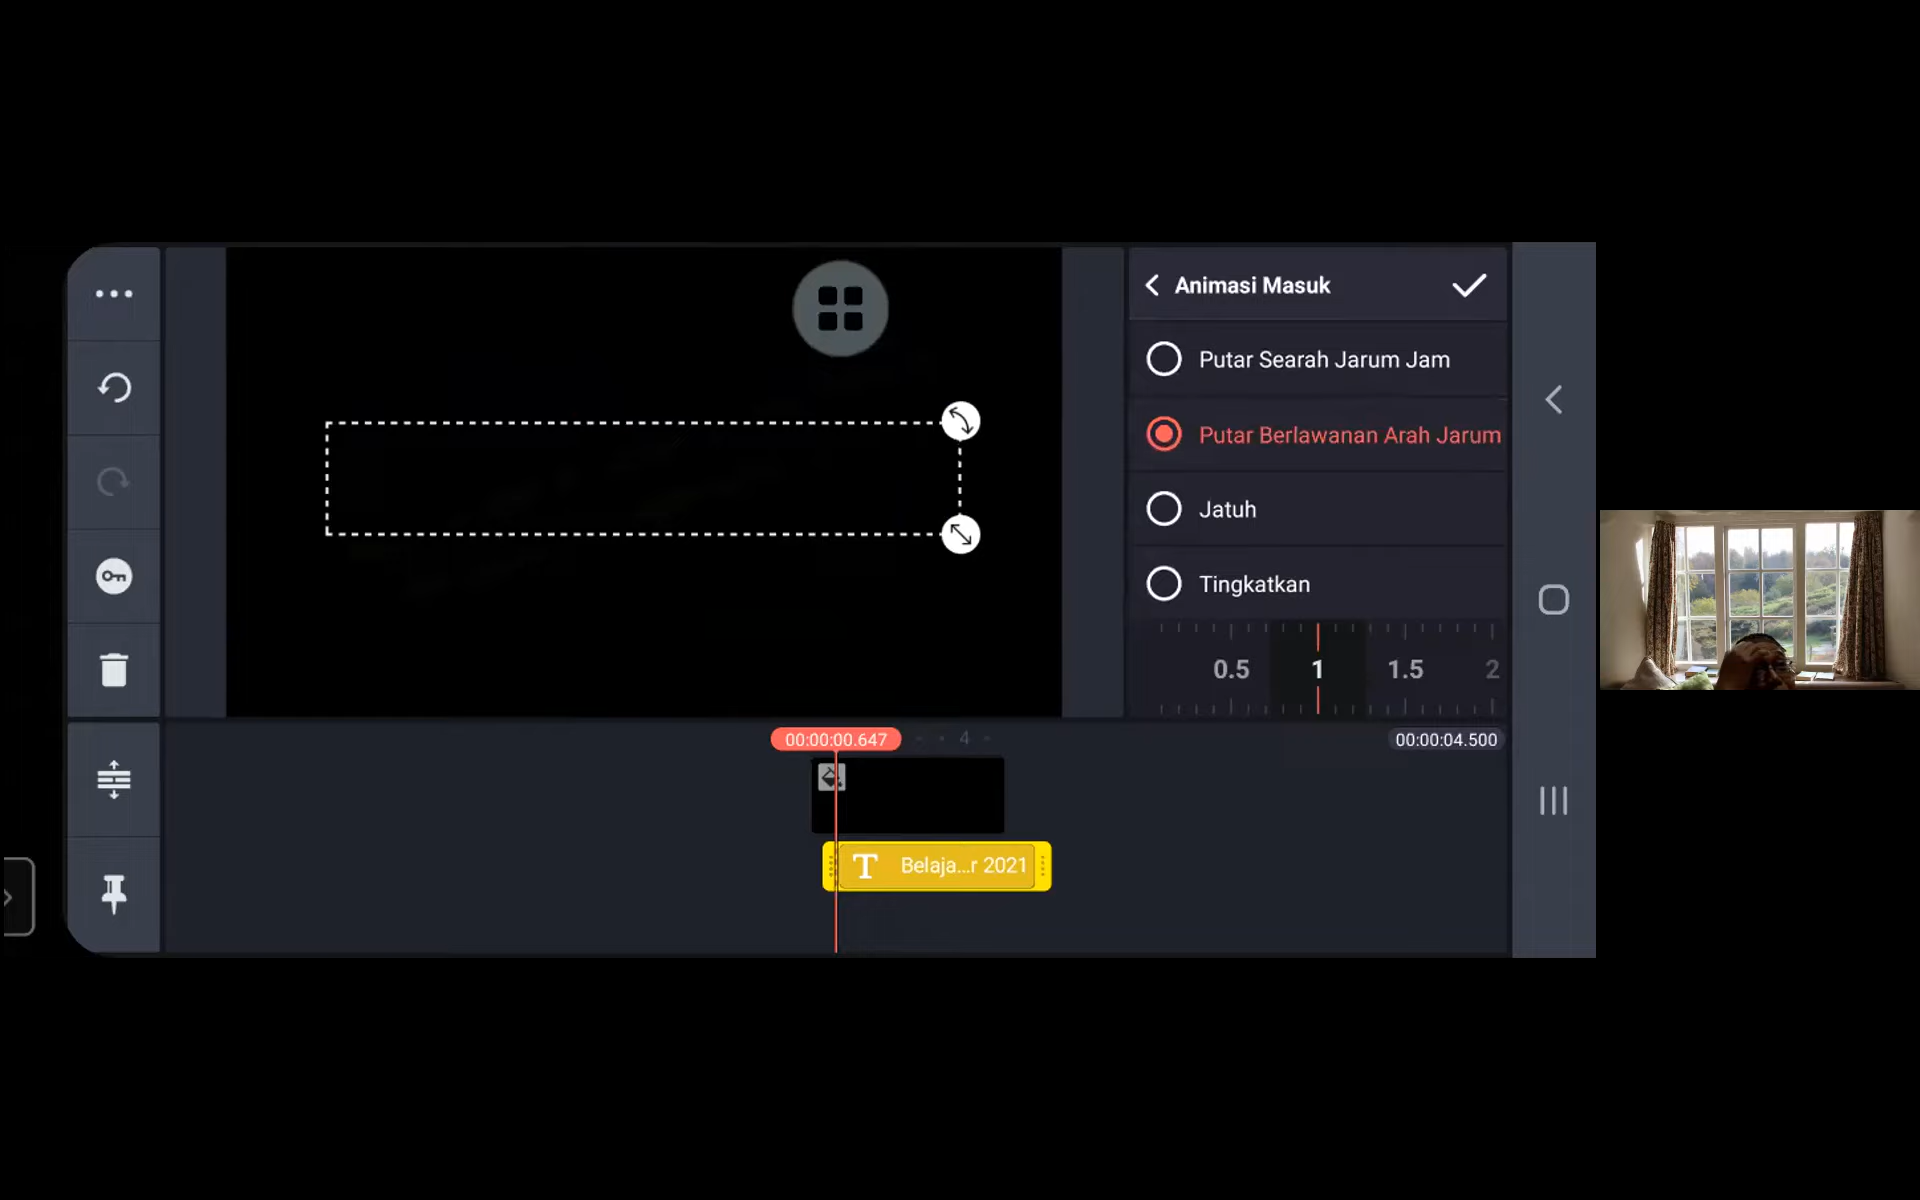 Animasi Masuk
Putar Searah Jarum Jam
Putar Berlawanan Arah Jarum
Jatuh
Tingkatkan
0.5 1 1.5 2
00:00:00.647 4 00:00:04.500
T Belaja...r 2021